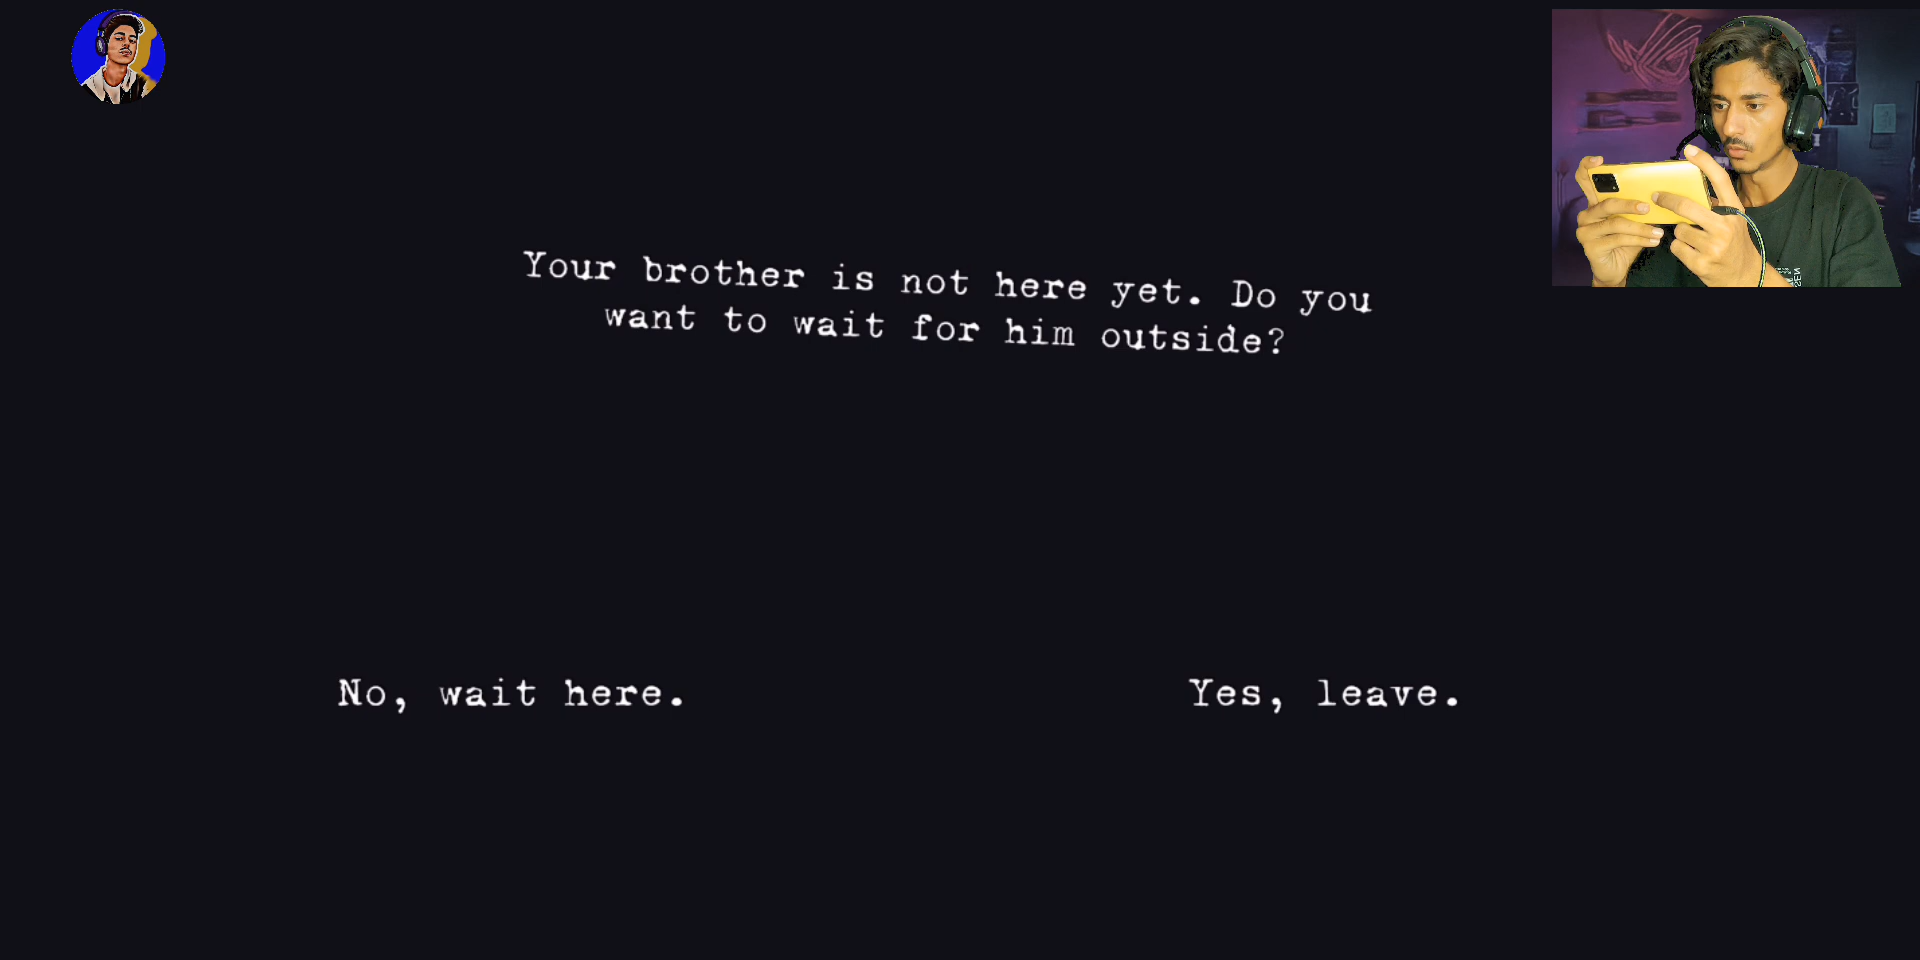 Your brother is not here yet. Do you
want to wait for him outside?
No, wait here.
Yes, leave.